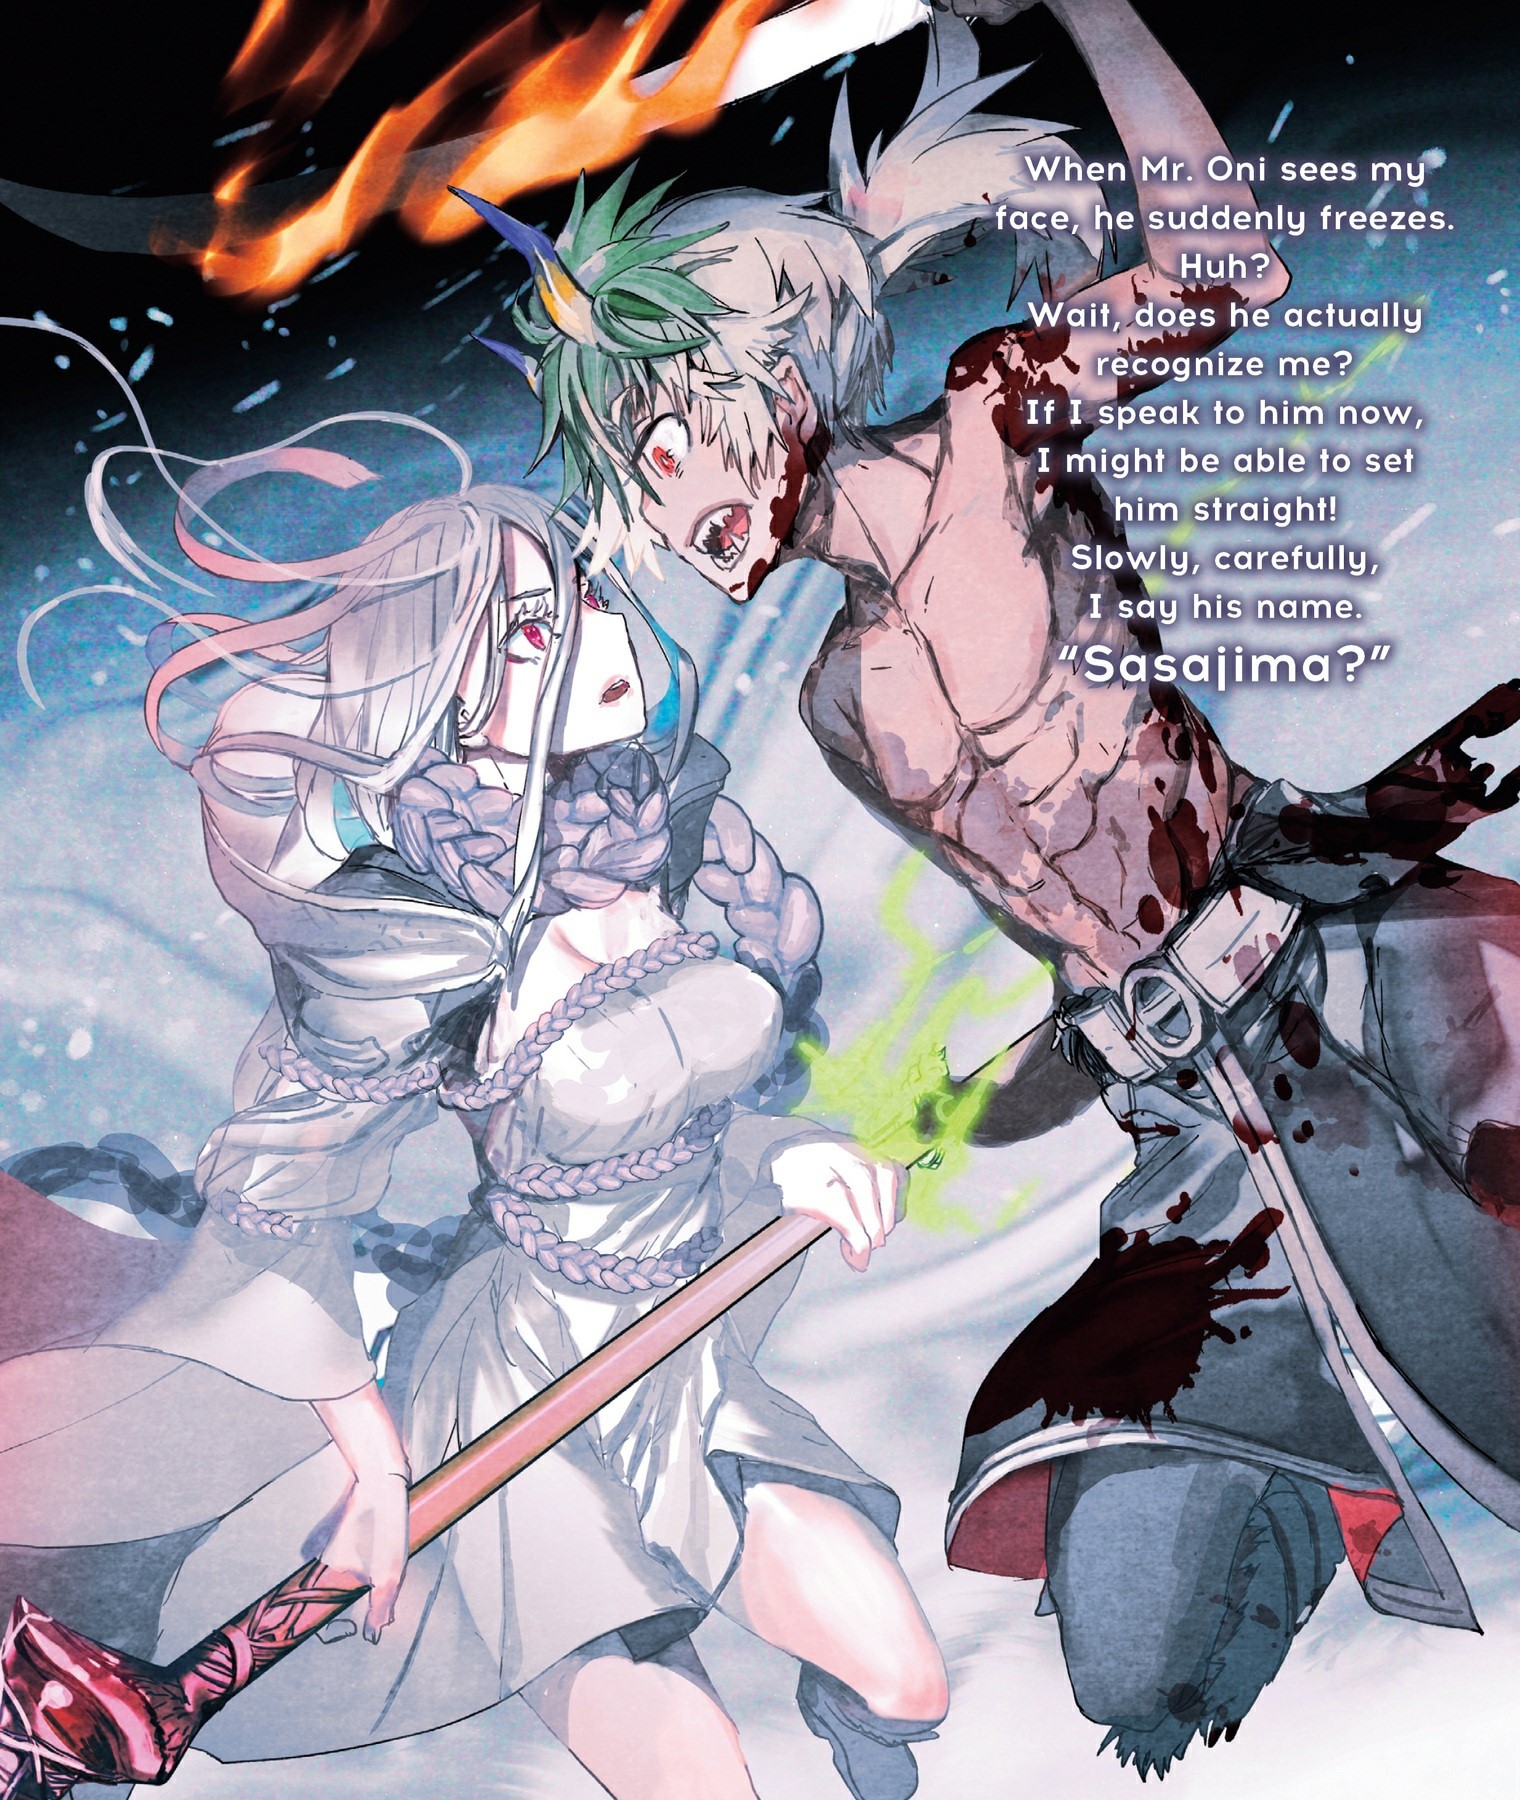 When Mr. Oni sees my
face, he suddenly freezes.
Huh?
Wait, does he actually
recognize me?
If I speak to him now,
I might be able to set
him straight!
Slowly, carefully,
I say his name.
“Sasajima?”